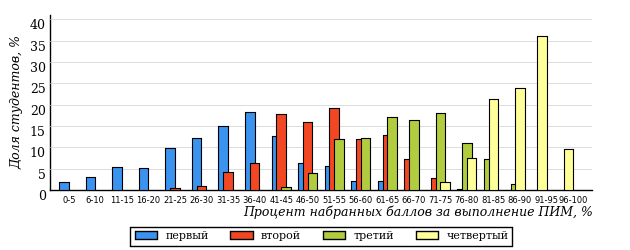 Доля студентов, %
40
35
30
25
20
15
10
5
0
0-5 6-10 11-15 16-20 21-25 26-30 31-35 36-40 41-45 46-50 51-55 56-60 61-65 66-70 71-75 76-80 81-85 86-90 91-95 96-100
Процент набранных баллов за выполнение ПИМ, %
первый второй третий четвертый